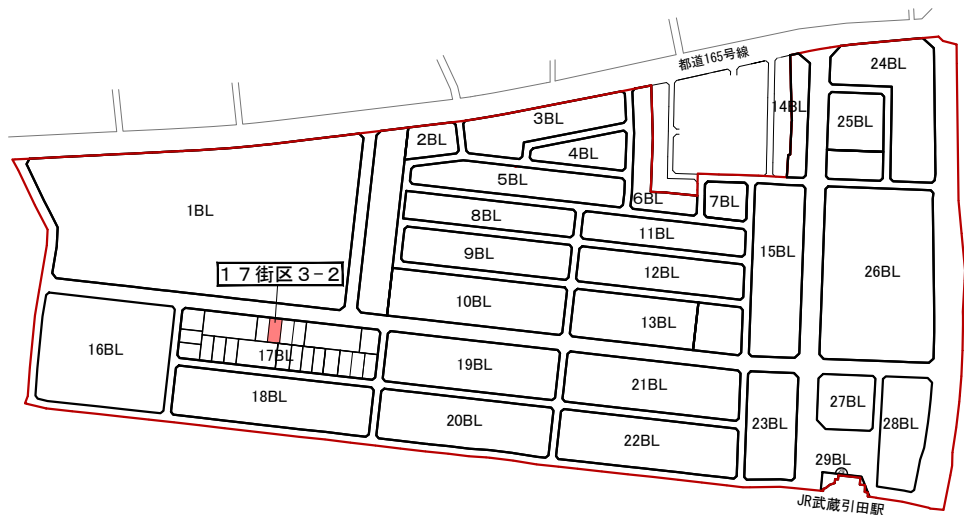 都道165号線
24BL
14BL
3BL
25BL
2BL
4BL
5BL
6BL
7BL
1BL
8BL
11BL
15BL
9BL
12BL
26BL
17街区3-2
10BL
13BL
16BL
17BL
19BL
21BL
18BL
27BL
20BL
23BL
28BL
22BL
29BL
JR武蔵引田駅